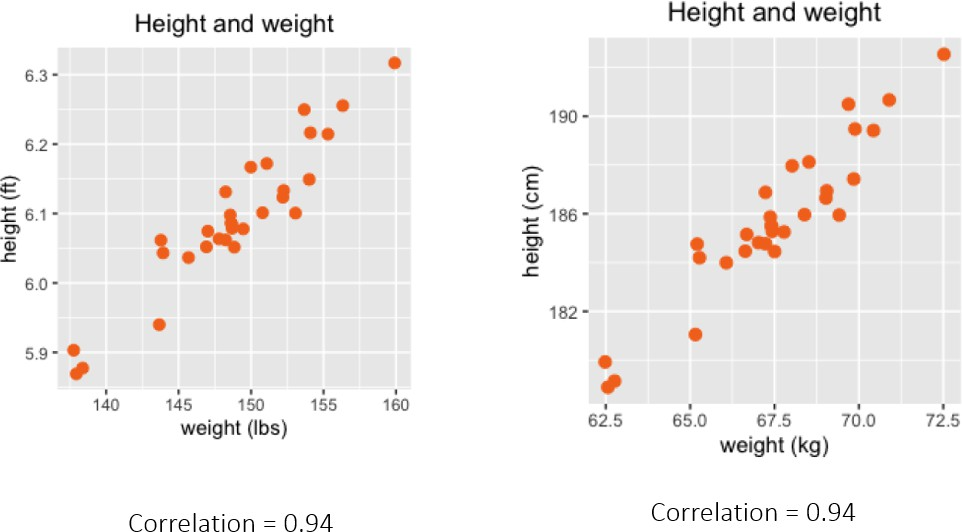 Height and weight
height (ft)
6.3
6.2
6.1
6.0
5.9
140 145 150 155 160
weight (lbs)
Correlation = 0.94
Height and weight
height (cm)
190
186
182
62.5 65.0 67.5 70.0 72.5
weight (kg)
Correlation = 0.94